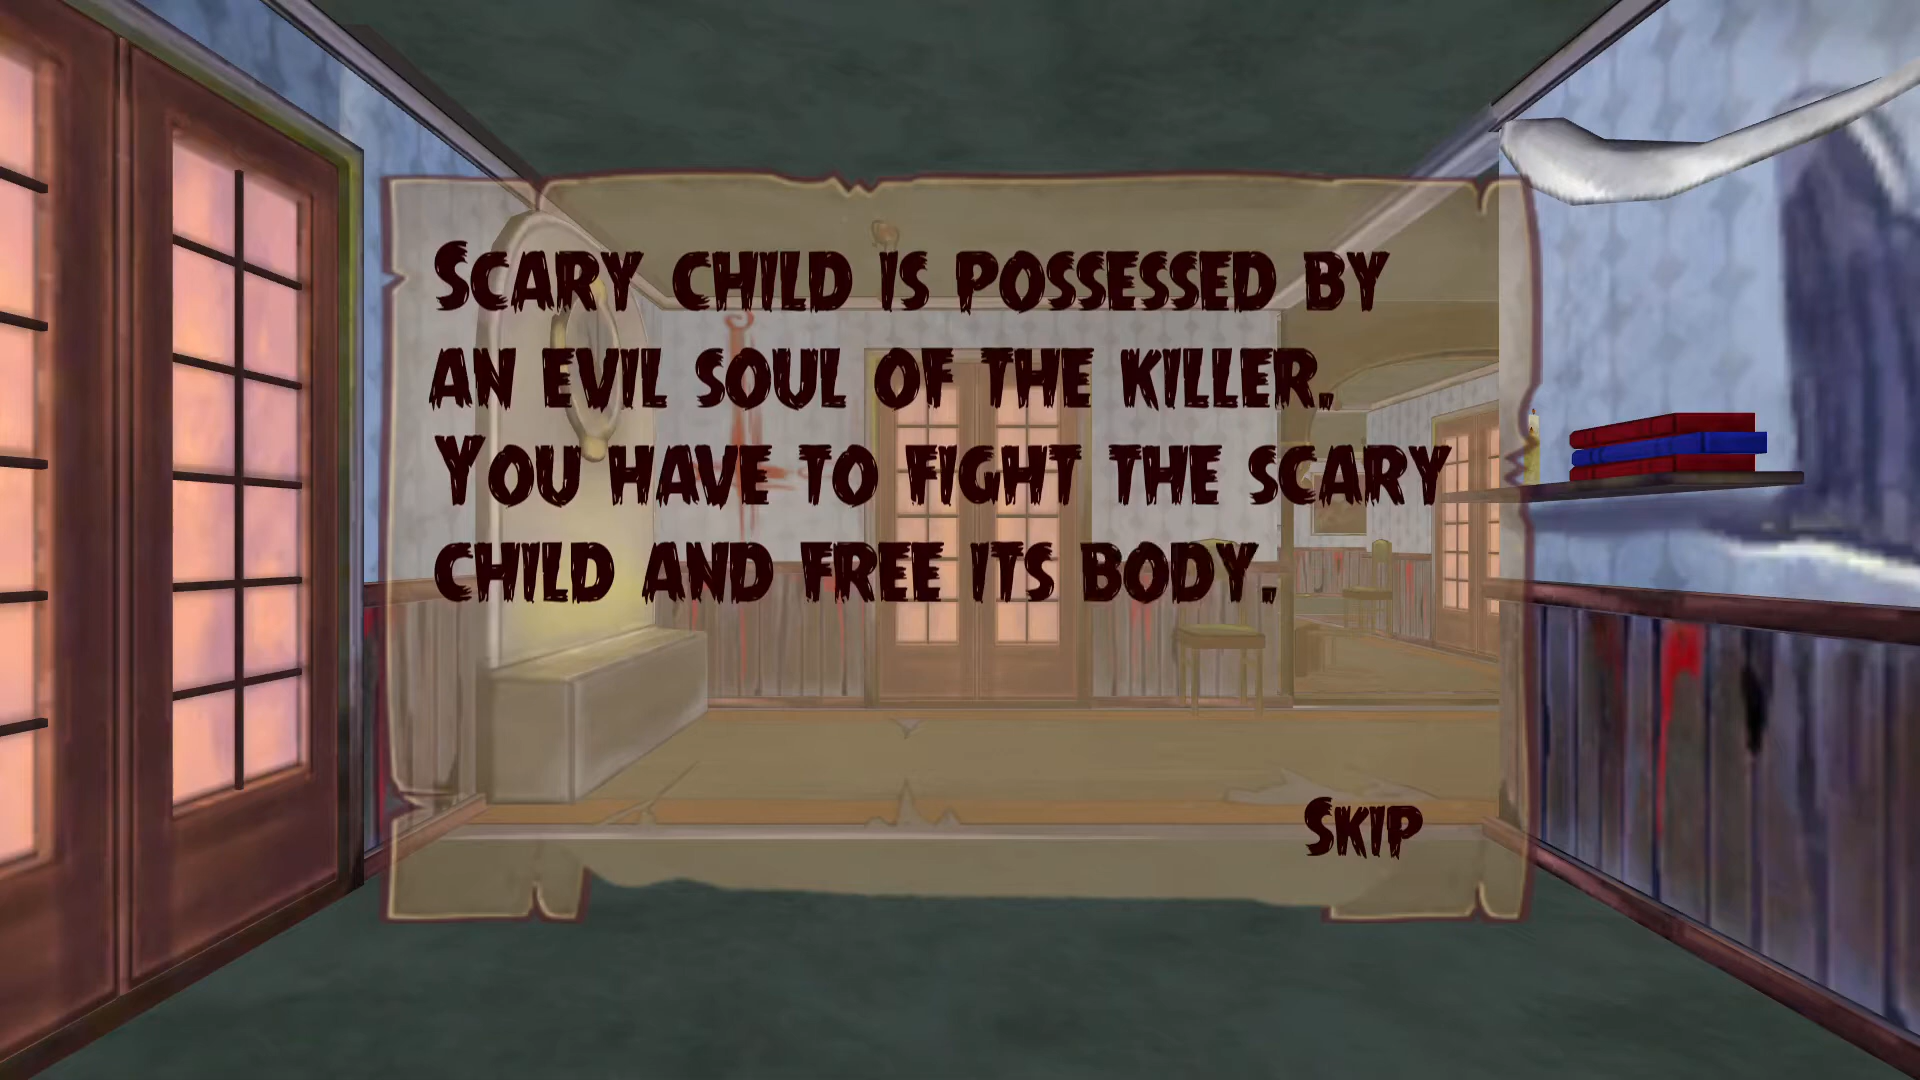 Scary child is possessed by
an evil soul of the killer.
You have to fight the scary
child and free its body.
Skip